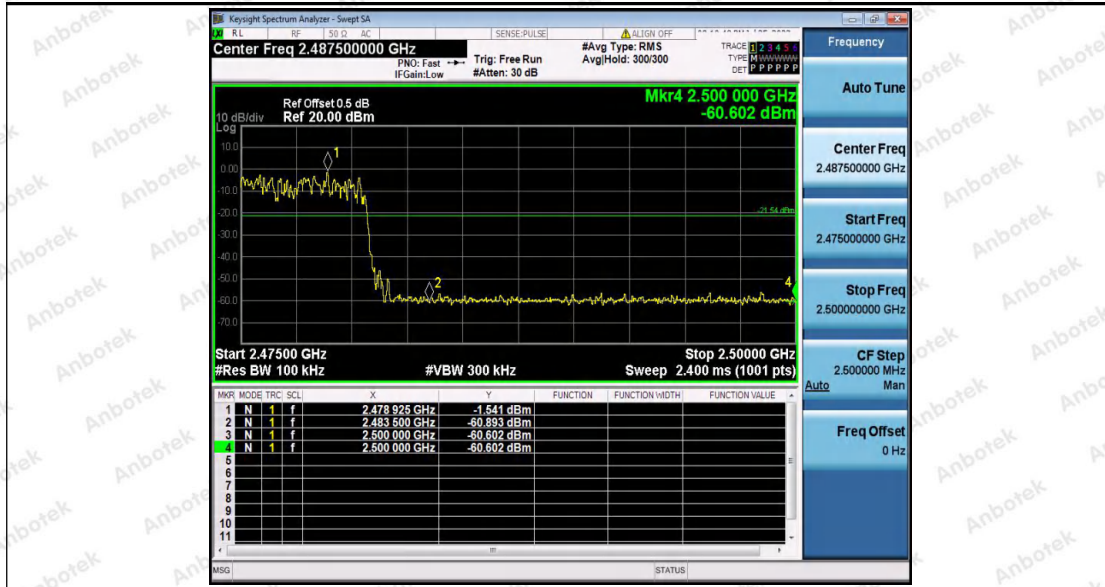 Keysight Spectrum Analyzer - Swept SA
RL RF 50 Ω AC SENSE:PULSE ALIGN OFF
Center Freq 2.487500000 GHz
PNO: Fast
IFGain:Low
Trig: Free Run
#Atten: 30 dB
#Avg Type: RMS
Avg|Hold: 300/300
TRACE 1 2 3 4 5 6
TYPE M W W W W W
DET P P P P P P
Mkr4 2.500 000 GHz
-60.602 dBm
Ref Offset 0.5 dB
10 dB/div Ref 20.00 dBm
Log
10.0
0.00
-10.0
-20.0
-30.0
-40.0
-50.0
-60.0
-70.0
1
-21.54 dBm
2
4
Start 2.47500 GHz Stop 2.50000 GHz
#Res BW 100 kHz #VBW 300 kHz Sweep 2.400 ms (1001 pts)
MKR MODE TRC SCL X Y FUNCTION FUNCTION WIDTH FUNCTION VALUE
1 N 1 f 2.478 925 GHz -1.541 dBm
2 N 1 f 2.483 500 GHz -60.893 dBm
3 N 1 f 2.500 000 GHz -60.602 dBm
4 N 1 f 2.500 000 GHz -60.602 dBm
5
6
7
8
9
10
11
MSG STATUS
Frequency
Auto Tune
Center Freq
2.487500000 GHz
Start Freq
2.475000000 GHz
Stop Freq
2.500000000 GHz
CF Step
2.500000 MHz
Auto Man
Freq Offset
0 Hz
Anbotek